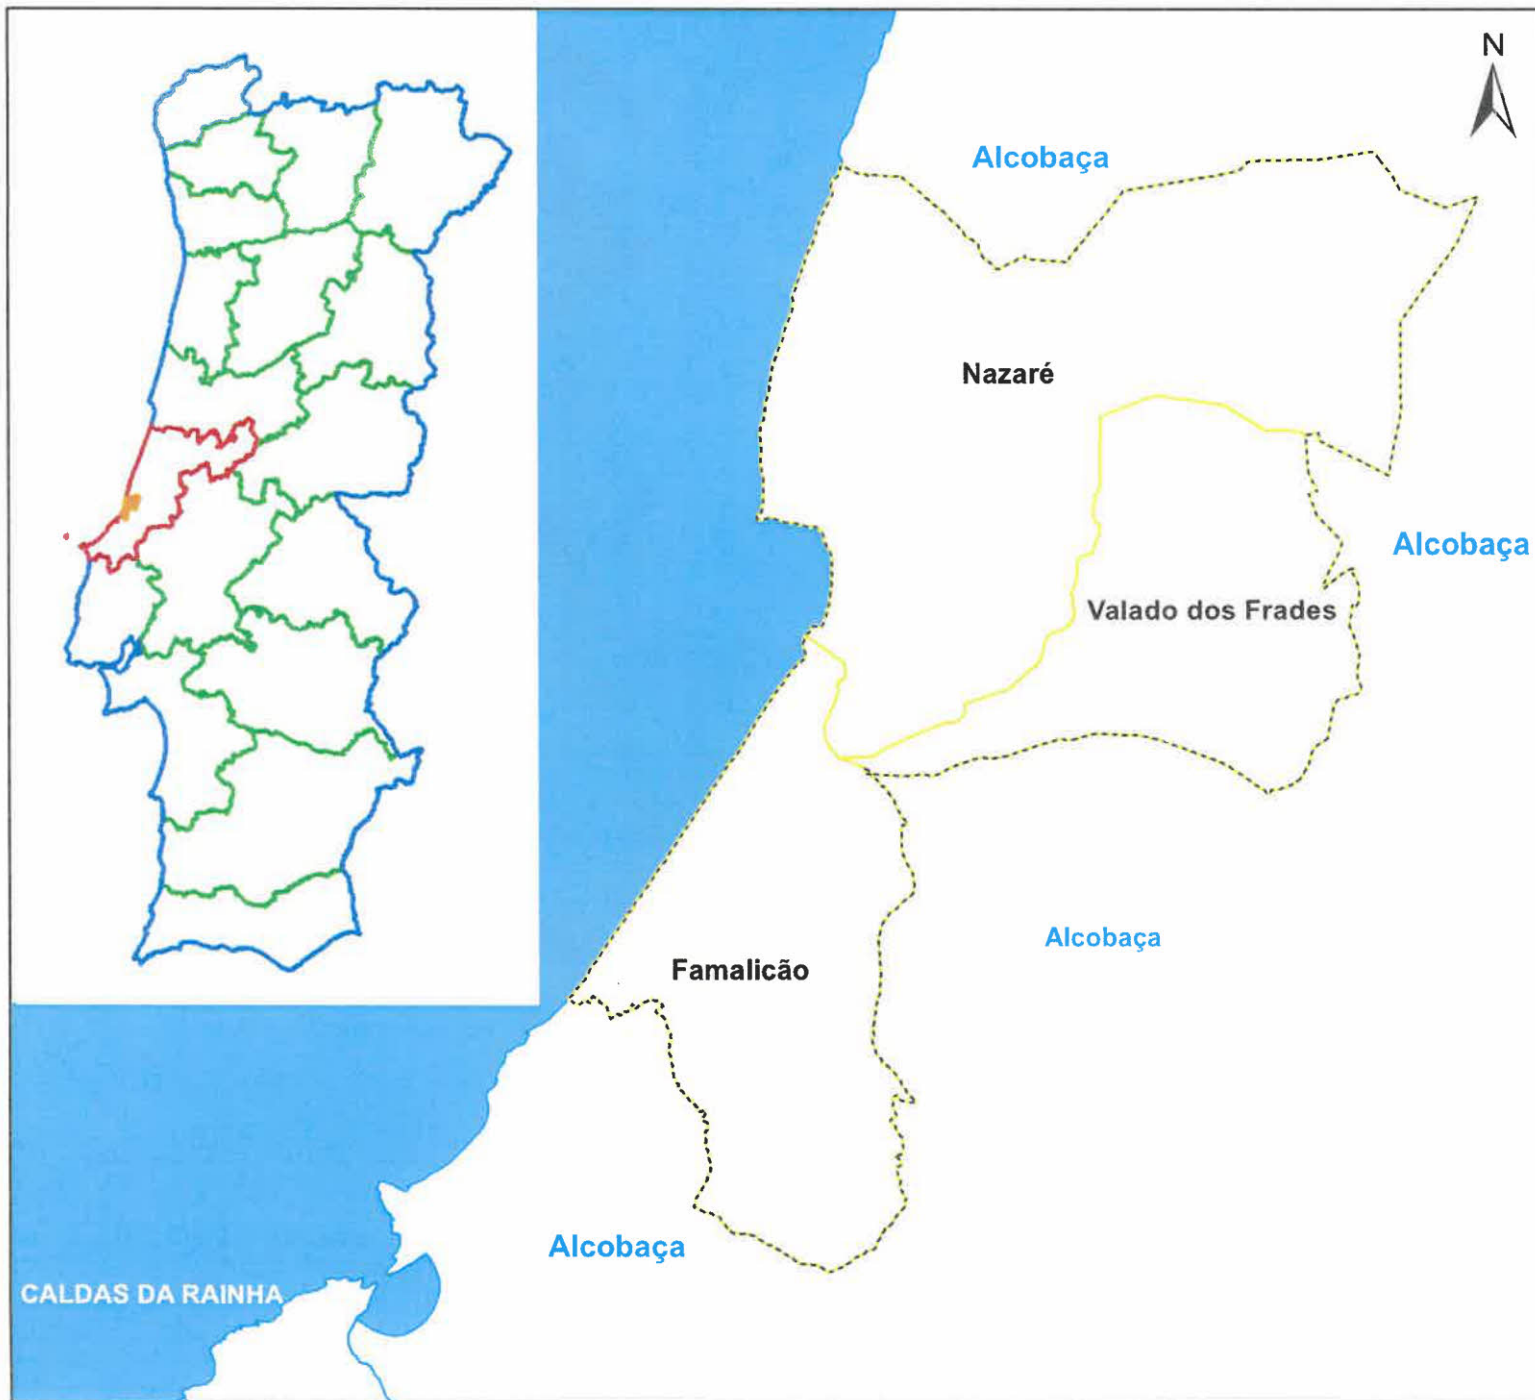 N
Alcobaça
Nazaré
Alcobaça
Valado dos Frades
Alcobaça
Famalicão
Alcobaça
CALDAS DA RAINHA